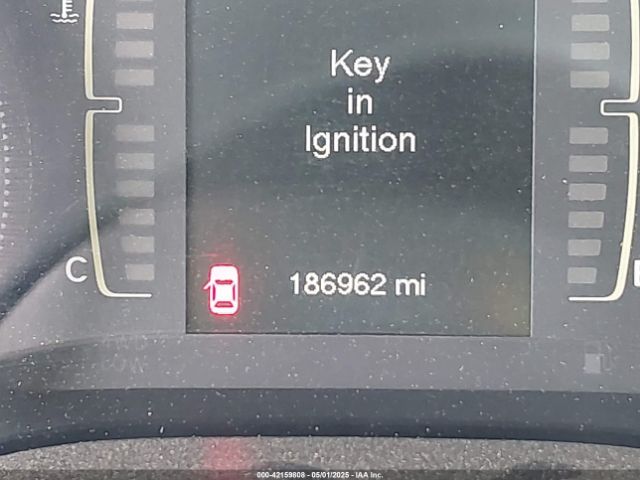 Key
in
Ignition
C
186962 mi
000-42159808 - 05/01/2025 - IAA Inc.